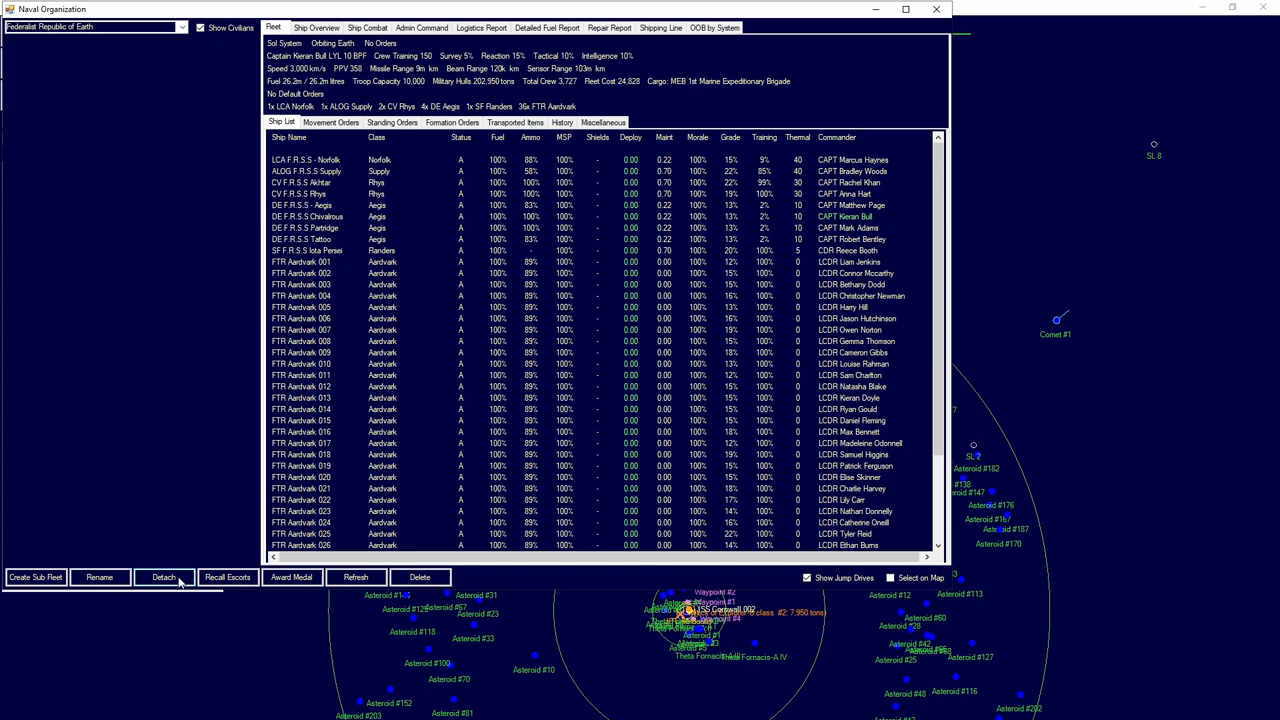 Naval Organization
Federalist Republic of Earth
Show Civilians
Fleet Ship Overview Ship Combat Admin Command Logistics Report Detailed Fuel Report Repair Report Shipping Line OOB by System
Sol System Orbiting Earth No Orders
Captain Kieran Bull LYL 10 BPF Crew Training 150 Survey 5% Reaction 15% Tactical 10% Intelligence 10%
Speed 3,000 km/s PPV 358 Missile Range 9m km Beam Range 120k km Sensor Range 103m km
Fuel 26.2m / 26.2m litres Troop Capacity 10,000 Military Hulls 202,950 tons Total Crew 3,727 Fleet Cost 24,828 Cargo: MEB 1st Marine Expeditionary Brigade
No Default Orders
1x LCA Norfolk 1x ALOG Supply 2x CV Rhys 4x DE Aegis 1x SF Flanders 36x FTR Aardvark
Ship List Movement Orders Standing Orders Formation Orders Transported Items History Miscellaneous
Ship Name Class Status Fuel Ammo MSP Shields Deploy Maint Morale Grade Training Thermal Commander
LCA F.R.S.S - Norfolk Norfolk A 100% 88% 100% - 0.00 0.22 100% 15% 9% 40 CAPT Marcus Haynes
ALOG F.R.S.S Supply Supply A 100% 58% 100% - 0.00 0.70 100% 22% 85% 40 CAPT Bradley Woods
CV F.R.S.S Akhtar Rhys A 100% 100% 100% - 0.00 0.70 100% 22% 99% 30 CAPT Rachel Khan
CV F.R.S.S Rhys Rhys A 100% 100% 100% - 0.00 0.70 100% 19% 100% 30 CAPT Anna Hart
DE F.R.S.S - Aegis Aegis A 100% 83% 100% - 0.00 0.22 100% 13% 2% 10 CAPT Matthew Page
DE F.R.S.S Chivalrous Aegis A 100% 100% 100% - 0.00 0.22 100% 13% 2% 10 CAPT Kieran Bull
DE F.R.S.S Partridge Aegis A 100% 100% 100% - 0.00 0.22 100% 13% 2% 10 CAPT Mark Adams
DE F.R.S.S Tattoo Aegis A 100% 83% 100% - 0.00 0.22 100% 13% 2% 10 CAPT Robert Bentley
SF F.R.S.S Iota Persei Flanders A 100% - 100% - 0.00 0.70 100% 20% 100% 5 CDR Reece Booth
FTR Aardvark 001 Aardvark A 100% 89% 100% - 0.00 0.00 100% 12% 100% 0 LCDR Liam Jenkins
FTR Aardvark 002 Aardvark A 100% 89% 100% - 0.00 0.00 100% 15% 100% 0 LCDR Connor Mccarthy
FTR Aardvark 003 Aardvark A 100% 89% 100% - 0.00 0.00 100% 15% 100% 0 LCDR Bethany Dodd
FTR Aardvark 004 Aardvark A 100% 89% 100% - 0.00 0.00 100% 16% 100% 0 LCDR Christopher Newman
FTR Aardvark 005 Aardvark A 100% 89% 100% - 0.00 0.00 100% 13% 100% 0 LCDR Harry Hill
FTR Aardvark 006 Aardvark A 100% 89% 100% - 0.00 0.00 100% 16% 100% 0 LCDR Jason Hutchinson
FTR Aardvark 007 Aardvark A 100% 89% 100% - 0.00 0.00 100% 19% 100% 0 LCDR Owen Norton
FTR Aardvark 008 Aardvark A 100% 89% 100% - 0.00 0.00 100% 15% 100% 0 LCDR Gemma Thomson
FTR Aardvark 009 Aardvark A 100% 89% 100% - 0.00 0.00 100% 18% 100% 0 LCDR Cameron Gibbs
FTR Aardvark 010 Aardvark A 100% 89% 100% - 0.00 0.00 100% 13% 100% 0 LCDR Louise Rahman
FTR Aardvark 011 Aardvark A 100% 89% 100% - 0.00 0.00 100% 12% 100% 0 LCDR Sam Charlton
FTR Aardvark 012 Aardvark A 100% 89% 100% - 0.00 0.00 100% 15% 100% 0 LCDR Natasha Blake
FTR Aardvark 013 Aardvark A 100% 89% 100% - 0.00 0.00 100% 19% 100% 0 LCDR Kieran Doyle
FTR Aardvark 014 Aardvark A 100% 89% 100% - 0.00 0.00 100% 15% 100% 0 LCDR Ryan Gould
FTR Aardvark 015 Aardvark A 100% 89% 100% - 0.00 0.00 100% 15% 100% 0 LCDR Daniel Fleming
FTR Aardvark 016 Aardvark A 100% 89% 100% - 0.00 0.00 100% 18% 100% 0 LCDR Max Bennett
FTR Aardvark 017 Aardvark A 100% 89% 100% - 0.00 0.00 100% 12% 100% 0 LCDR Madeleine Odonnell
FTR Aardvark 018 Aardvark A 100% 89% 100% - 0.00 0.00 100% 19% 100% 0 LCDR Samuel Higgins
FTR Aardvark 019 Aardvark A 100% 89% 100% - 0.00 0.00 100% 15% 100% 0 LCDR Patrick Ferguson
FTR Aardvark 020 Aardvark A 100% 89% 100% - 0.00 0.00 100% 15% 100% 0 LCDR Elise Skinner
FTR Aardvark 021 Aardvark A 100% 89% 100% - 0.00 0.00 100% 18% 100% 0 LCDR Charlie Harvey
FTR Aardvark 022 Aardvark A 100% 89% 100% - 0.00 0.00 100% 17% 100% 0 LCDR Lily Carr
FTR Aardvark 023 Aardvark A 100% 89% 100% - 0.00 0.00 100% 14% 100% 0 LCDR Nathan Donnelly
FTR Aardvark 024 Aardvark A 100% 89% 100% - 0.00 0.00 100% 16% 100% 0 LCDR Catherine Oneill
FTR Aardvark 025 Aardvark A 100% 89% 100% - 0.00 0.00 100% 22% 100% 0 LCDR Tyler Reid
FTR Aardvark 026 Aardvark A 100% 89% 100% - 0.00 0.00 100% 14% 100% 0 LCDR Ethan Burns
Create Sub Fleet Rename Detach Recall Escorts Award Medal Refresh Delete Show Jump Drives Select on Map
SL 8
Comet #1
SL 2
Asteroid #182
#138
#147
Asteroid #176
Asteroid #187
Asteroid #170
Asteroid #113
Asteroid #12
Asteroid #60
Asteroid #25
Asteroid #127
Asteroid #48
Asteroid #116
Asteroid #202
Asteroid #31
Asteroid #67
Asteroid #23
Asteroid #118
Asteroid #33
Asteroid #100
Asteroid #70
Asteroid #10
Asteroid #152
Asteroid #203
Asteroid #81
Waypoint #2
Waypoint #1
Waypoint #4
Cornwall 002
class #2: 7,950 tons
Asteroid #1
Theta Fornacis-A IV